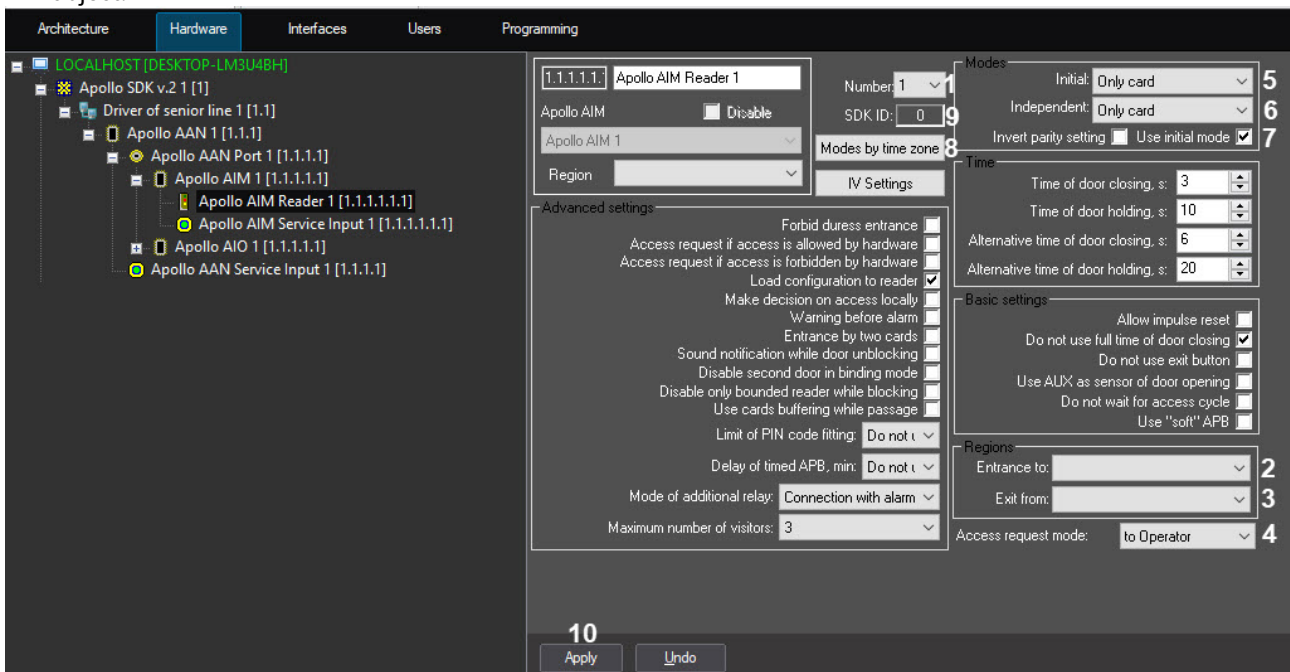 Architecture Hardware Interfaces Users Programming
LOCALHOST [DESKTOP-LM3U4BH]
Apollo SDK v.2 1 [1]
Driver of senior line 1 [1.1]
Apollo AAN 1 [1.1.1]
Apollo AAN Port 1 [1.1.1.1]
Apollo AIM 1 [1.1.1.1.1]
Apollo AIM Reader 1 [1.1.1.1.1.1]
Apollo AIM Service Input 1 [1.1.1.1.1.1]
Apollo AIO 1 [1.1.1.1.1]
Apollo AAN Service Input 1 [1.1.1.1]
1.1.1.1.1. Apollo AIM Reader 1
Apollo AIM Disable
Apollo AIM 1
Region
Number: 1 1
SDK ID: 0 9
Modes by time zone 8
IV Settings
Advanced settings
Forbid duress entrance
Access request if access is allowed by hardware
Access request if access is forbidden by hardware
Load configuration to reader
Make decision on access locally
Warning before alarm
Entrance by two cards
Sound notification while door unblocking
Disable second door in binding mode
Disable only bounded reader while blocking
Use cards buffering while passage
Limit of PIN code fitting: Do not u
Delay of timed APB, min: Do not u
Mode of additional relay: Connection with alarm
Maximum number of visitors: 3
Modes
Initial: Only card 5
Independent: Only card 6
Invert parity setting Use initial mode 7
Time
Time of door closing, s: 3
Time of door holding, s: 10
Alternative time of door closing, s: 6
Alternative time of door holding, s: 20
Basic settings
Allow impulse reset
Do not use full time of door closing
Do not use exit button
Use AUX as sensor of door opening
Do not wait for access cycle
Use "soft" APB
Regions
Entrance to: 2
Exit from: 3
Access request mode: to Operator 4
10
Apply Undo